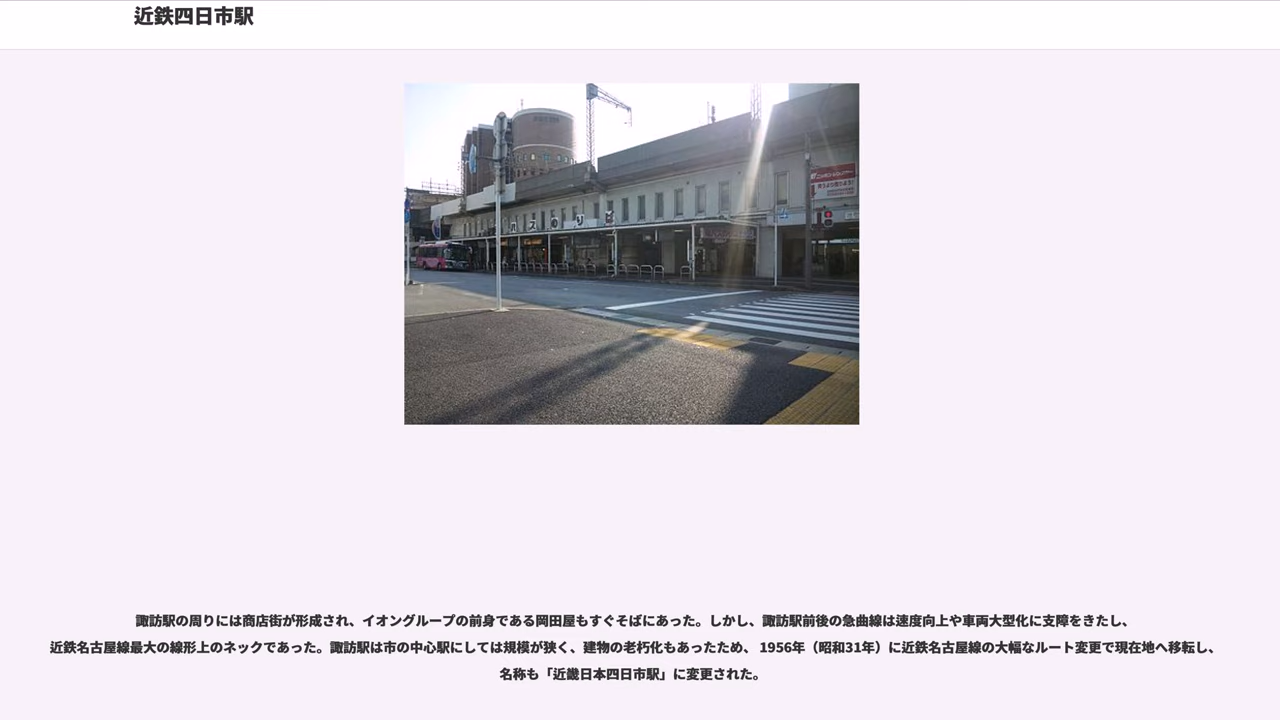 近鉄四日市駅
諏訪駅の周りには商店街が形成され、イオングループの前身である岡田屋もすぐそばにあった。しかし、諏訪駅前後の急曲線は速度向上や車両大型化に支障をきたし、
近鉄名古屋線最大の線形上のネックであった。諏訪駅は市の中心駅にしては規模が狭く、建物の老朽化もあったため、 1956年（昭和31年）に近鉄名古屋線の大幅なルート変更で現在地へ移転し、
名称も「近畿日本四日市駅」に変更された。